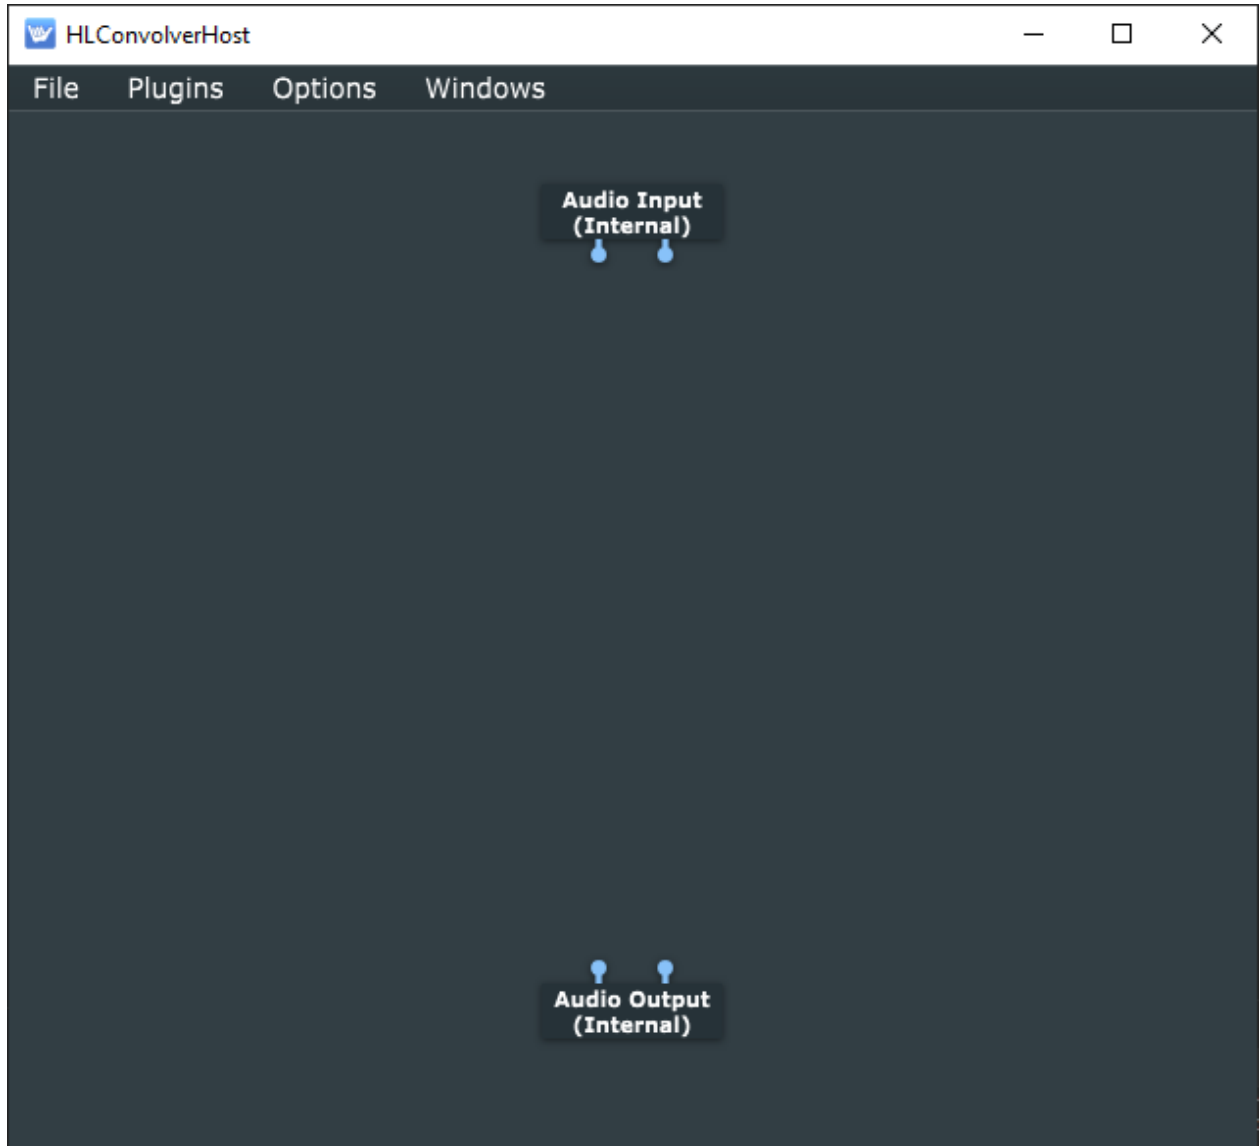 HLConvolverHost
File Plugins Options Windows
Audio Input
(Internal)
Audio Output
(Internal)